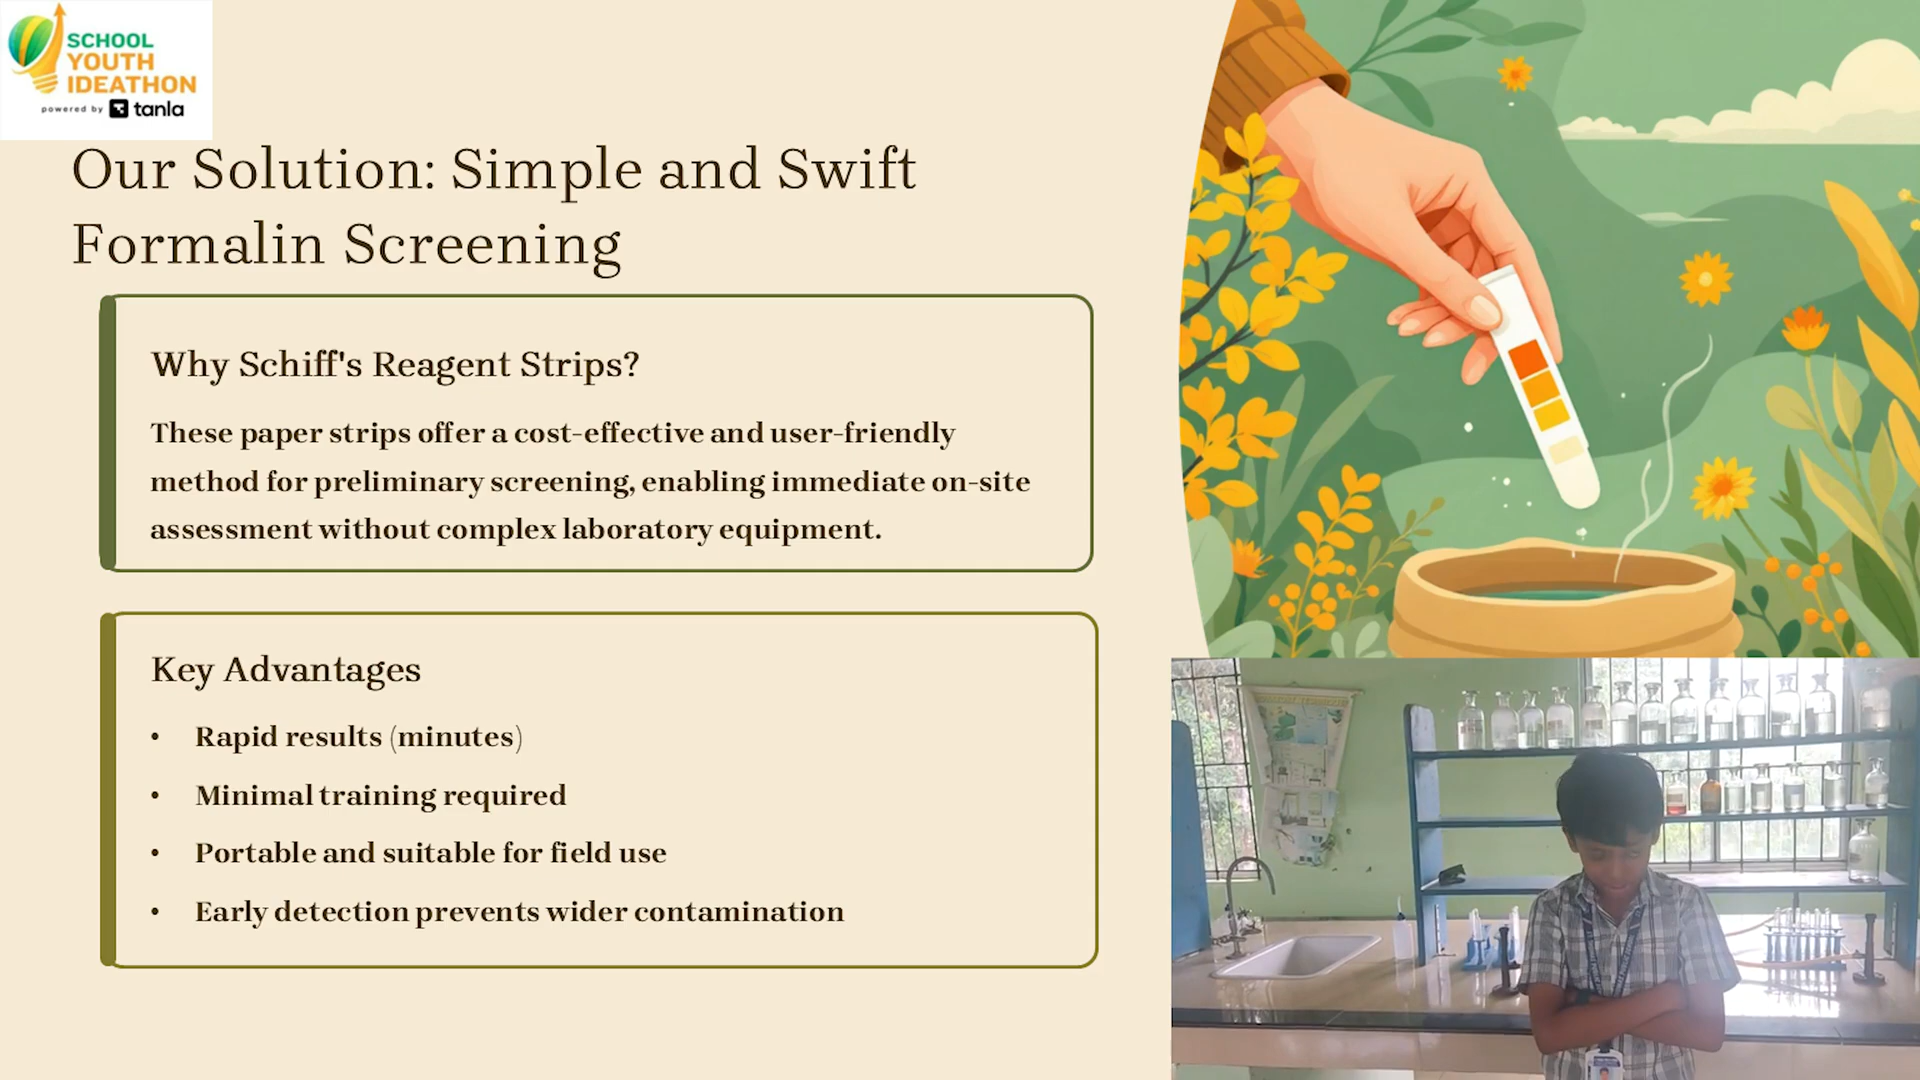 SCHOOL
YOUTH
IDEATHON
powered by tanla
Our Solution: Simple and Swift
Formalin Screening
Why Schiff's Reagent Strips?
These paper strips offer a cost-effective and user-friendly
method for preliminary screening, enabling immediate on-site
assessment without complex laboratory equipment.
Key Advantages
• Rapid results (minutes)
• Minimal training required
• Portable and suitable for field use
• Early detection prevents wider contamination